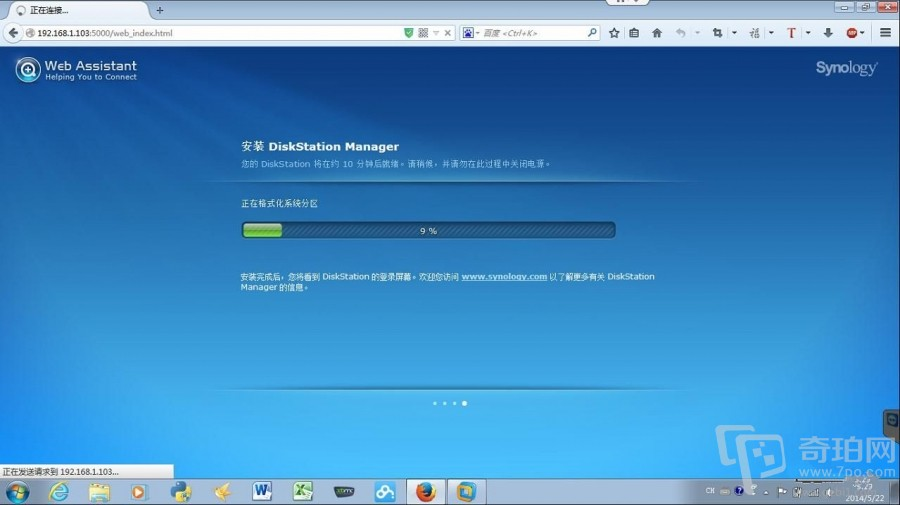 正在连接...
192.168.1.103:5000/web_index.html
百度 <Ctrl+K>
Web Assistant
Helping You to Connect
Synology
安装 DiskStation Manager
您的 DiskStation 将在约 10 分钟后就绪。请稍候，并请勿在此过程中关闭电源。
正在格式化系统分区
9 %
安装完成后，您将看到 DiskStation 的登录屏幕。欢迎您访问 www.synology.com 以了解更多有关 DiskStation
Manager 的信息。
奇珀网
www.7po.com
正在发送请求到 192.168.1.103...
CH
2014/5/22